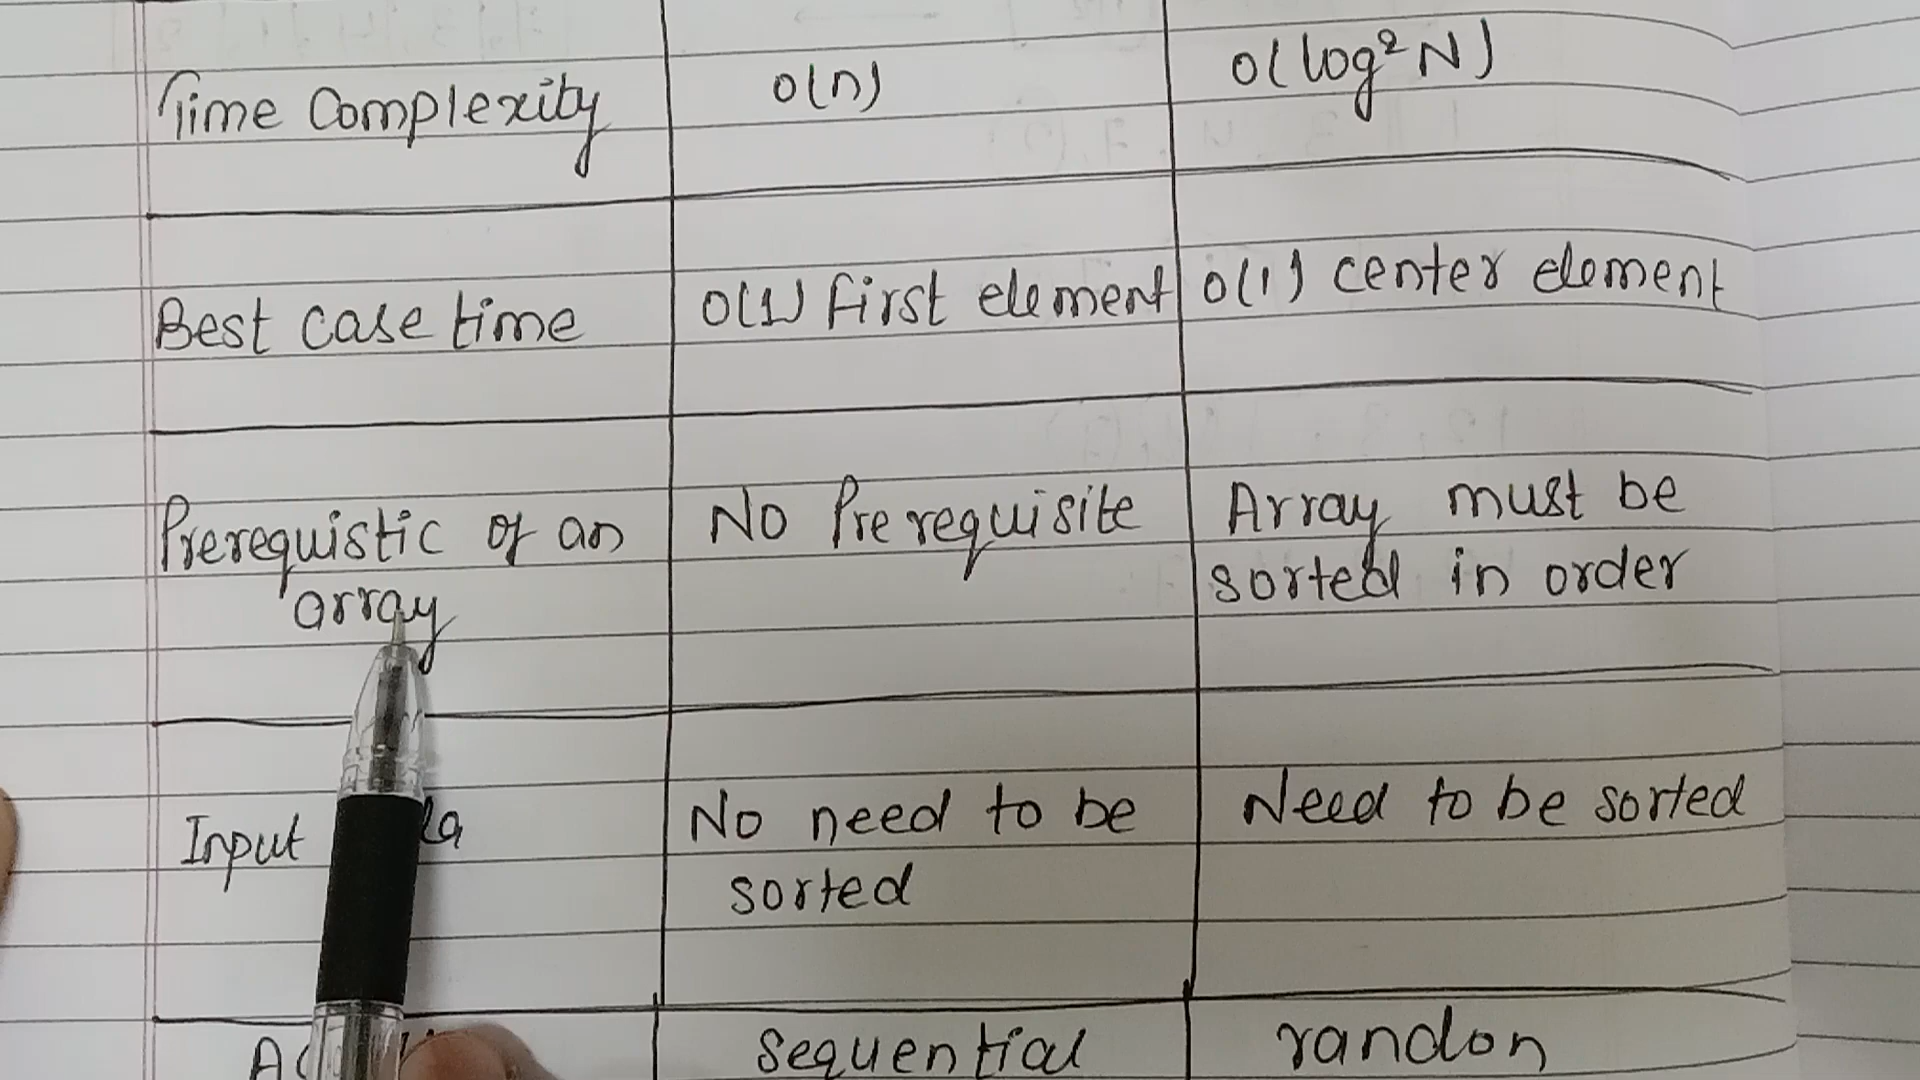 Time Complexity O(n) O(log² N)
Best case time O(1) first element O(1) center element
Prerequistic of an No Prerequisite Array must be
array sorted in order
Input No need to be Need to be sorted
sorted
sequential random